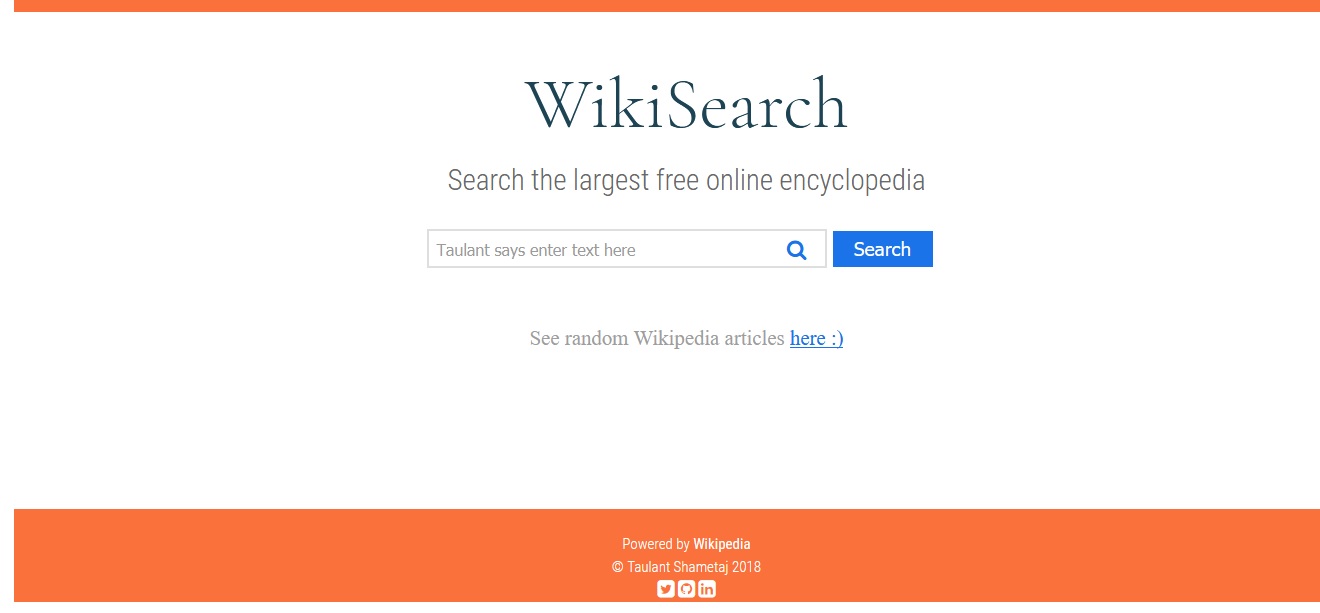 WikiSearch
Search the largest free online encyclopedia
Taulant says enter text here
Search
See random Wikipedia articles here :)
Powered by Wikipedia
© Taulant Shametaj 2018